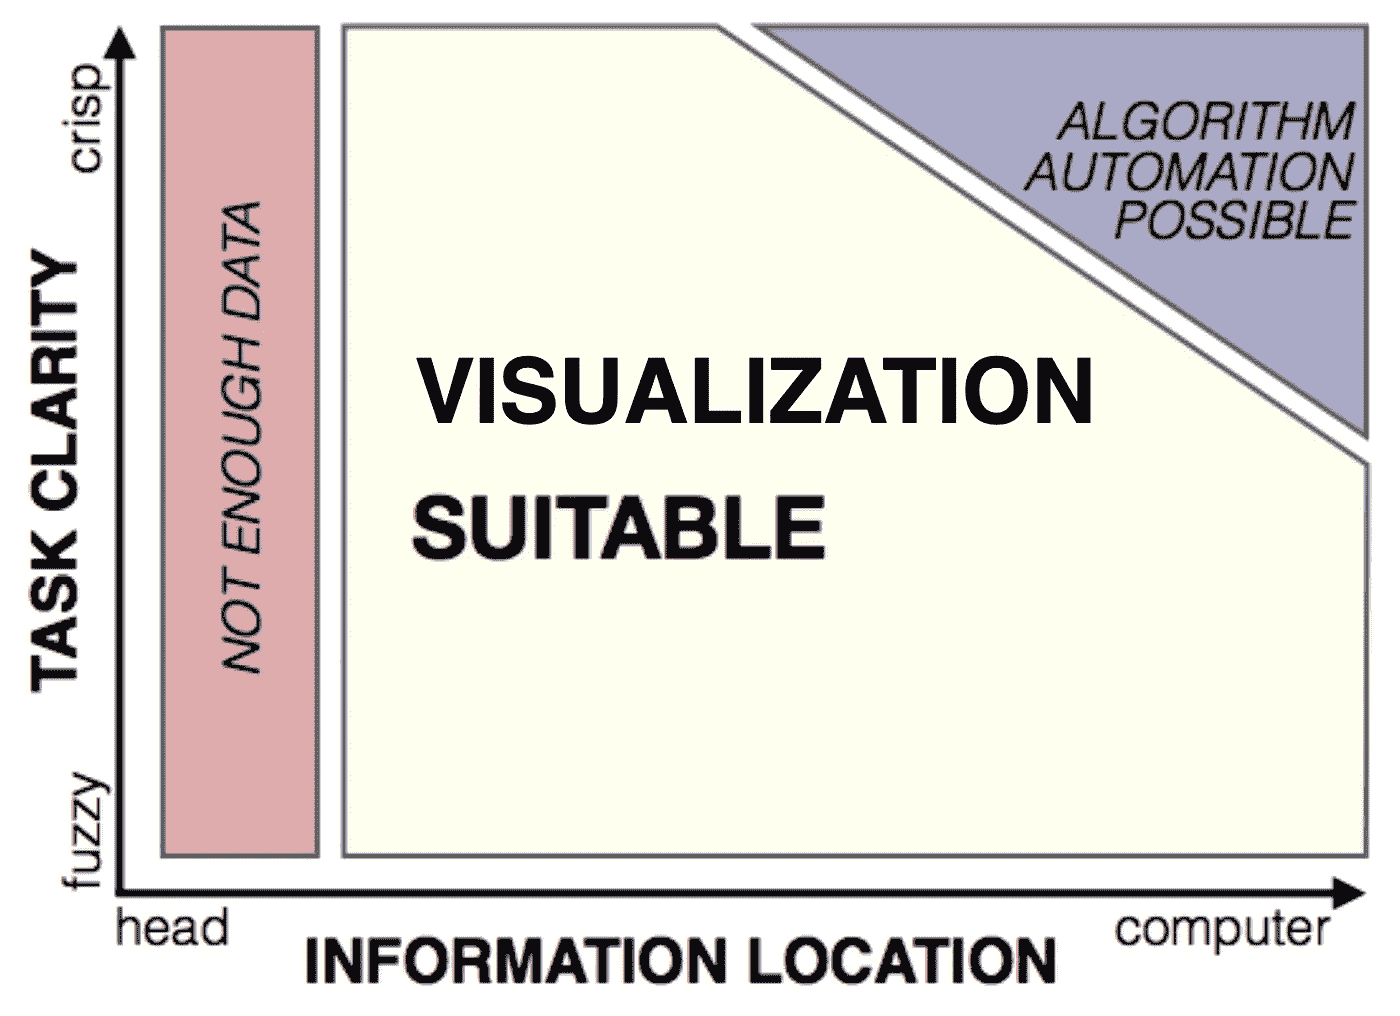 crisp
TASK CLARITY
fuzzy
NOT ENOUGH DATA
VISUALIZATION
SUITABLE
ALGORITHM
AUTOMATION
POSSIBLE
head
computer
INFORMATION LOCATION